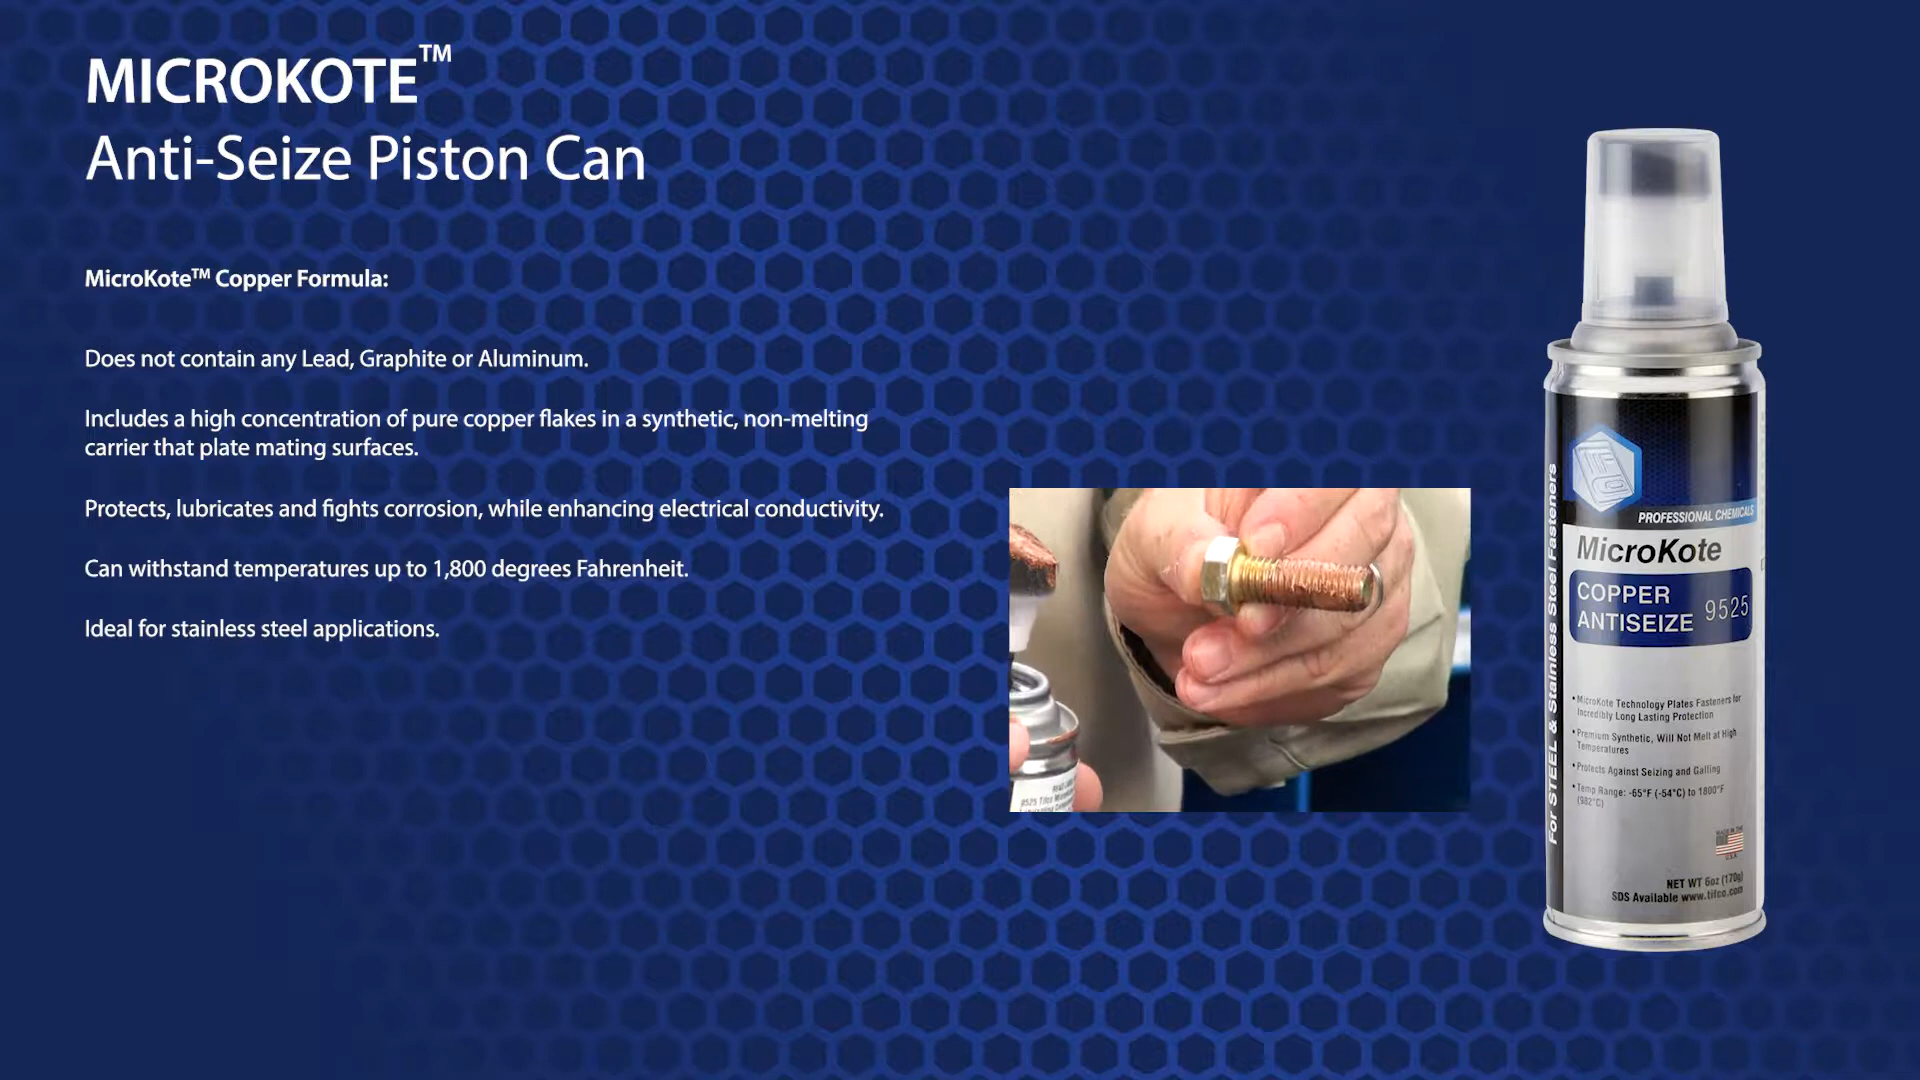 MICROKOTE™
Anti-Seize Piston Can
MicroKote™ Copper Formula:
Does not contain any Lead, Graphite or Aluminum.
Includes a high concentration of pure copper flakes in a synthetic, non-melting
carrier that plate mating surfaces.
Protects, lubricates and fights corrosion, while enhancing electrical conductivity.
Can withstand temperatures up to 1,800 degrees Fahrenheit.
Ideal for stainless steel applications.
PROFESSIONAL CHEMICALS
MicroKote
COPPER
ANTISEIZE 9525
For STEEL & Stainless Steel Fasteners
• MicroKote Technology Plates Fasteners for
Incredibly Long Lasting Protection
• Premium Synthetic, Will Not Melt at High
Temperatures
• Protects Against Seizing and Galling
• Temp Range: -65°F (-54°C) to 1800°F
(982°C)
MADE IN THE
U.S.A.
NET WT 6oz (170g)
SDS Available www.tifco.com
9525 Tifco